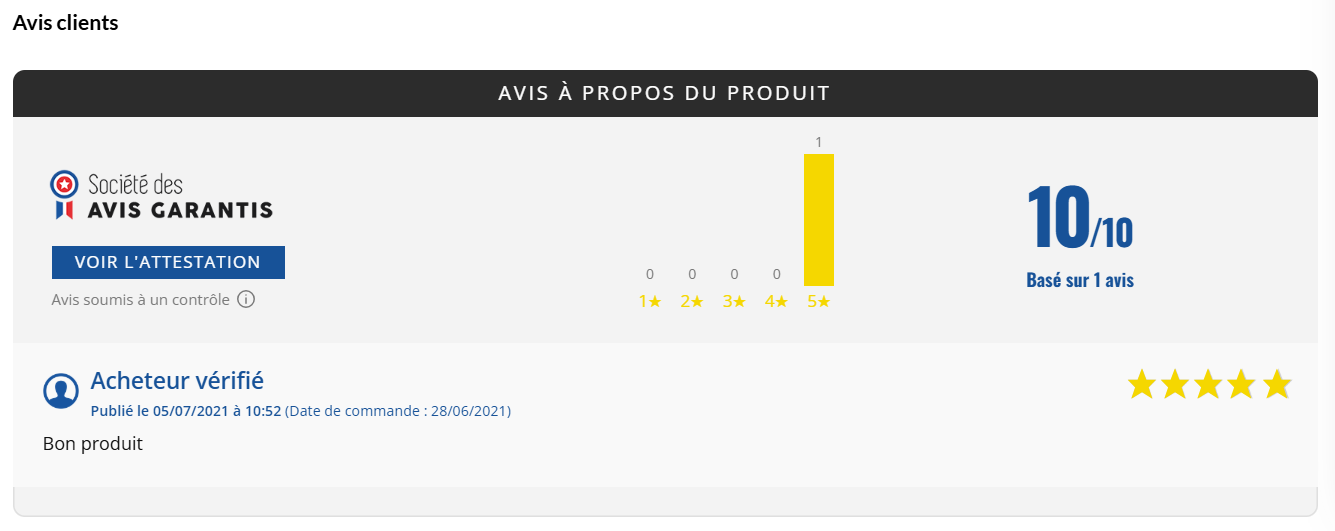 Avis clients
AVIS À PROPOS DU PRODUIT
Société des
AVIS GARANTIS
VOIR L'ATTESTATION
Avis soumis à un contrôle i
0 0 0 0 1
1★ 2★ 3★ 4★ 5★
10/10
Basé sur 1 avis
Acheteur vérifié
Publié le 05/07/2021 à 10:52 (Date de commande : 28/06/2021)
Bon produit